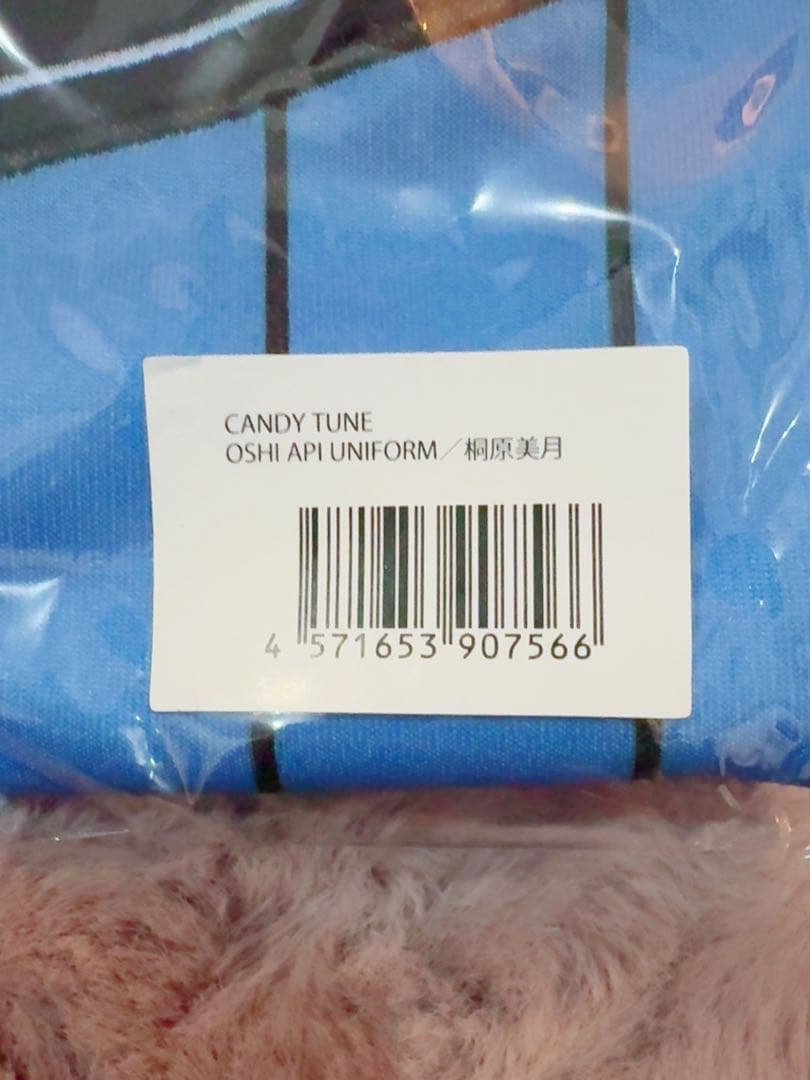 CANDY TUNE
OSHI API UNIFORM／桐原美月
4 571653 907566